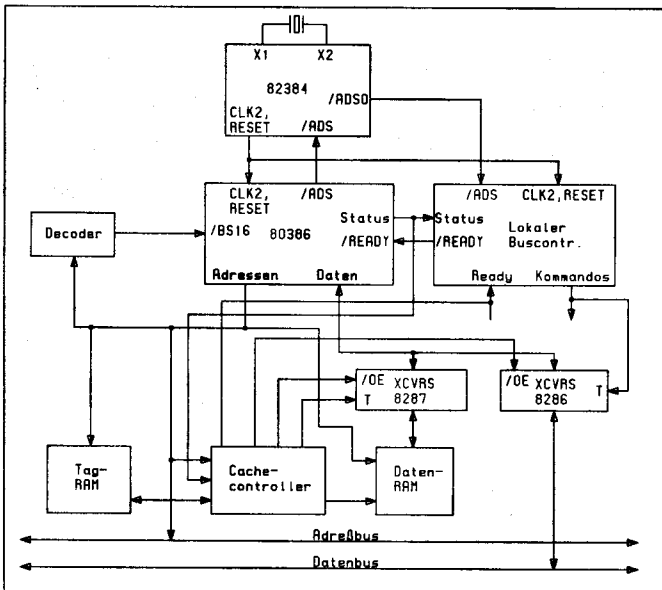 X1 X2
82384
/ADSO
CLK2,
RESET /ADS
CLK2,
RESET /ADS
/BS16 80386
Status
/READY
Adressen Daten
/ADS CLK2,RESET
Status Lokaler
/READY Buscontr.
Ready Kommandos
Decoder
/OE XCVRS
T 8287
/OE XCVRS T
8286
Tag-
RAM
Cache-
controller
Daten-
RAM
Adreßbus
Datenbus